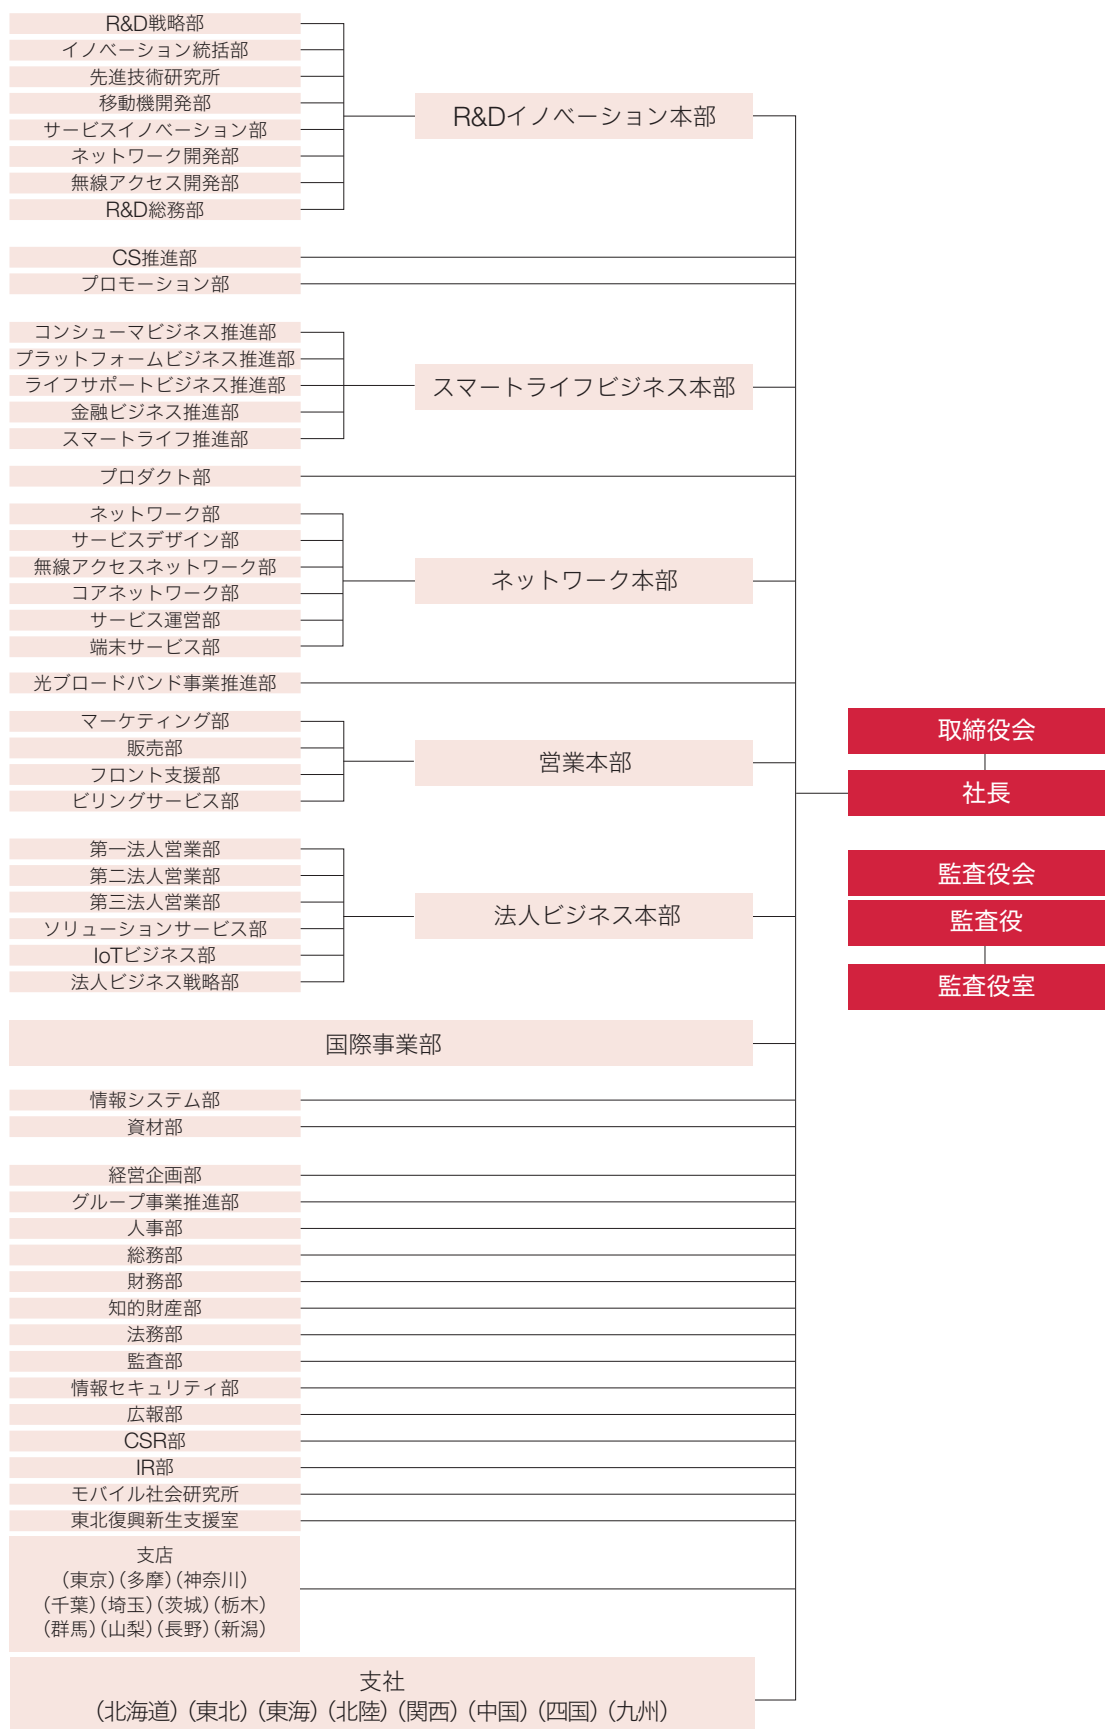 R&D戦略部
イノベーション統括部
先進技術研究所
移動機開発部
サービスイノベーション部
ネットワーク開発部
無線アクセス開発部
R&D総務部
R&Dイノベーション本部
CS推進部
プロモーション部
コンシューマビジネス推進部
プラットフォームビジネス推進部
ライフサポートビジネス推進部
金融ビジネス推進部
スマートライフ推進部
スマートライフビジネス本部
プロダクト部
ネットワーク部
サービスデザイン部
無線アクセスネットワーク部
コアネットワーク部
サービス運営部
端末サービス部
ネットワーク本部
光ブロードバンド事業推進部
マーケティング部
販売部
フロント支援部
ビリングサービス部
営業本部
取締役会
社長
監査役会
監査役
監査役室
第一法人営業部
第二法人営業部
第三法人営業部
ソリューションサービス部
IoTビジネス部
法人ビジネス戦略部
法人ビジネス本部
国際事業部
情報システム部
資材部
経営企画部
グループ事業推進部
人事部
総務部
財務部
知的財産部
法務部
監査部
情報セキュリティ部
広報部
CSR部
IR部
モバイル社会研究所
東北復興新生支援室
支店
(東京)(多摩)(神奈川)
(千葉)(埼玉)(茨城)(栃木)
(群馬)(山梨)(長野)(新潟)
支社
(北海道)(東北)(東海)(北陸)(関西)(中国)(四国)(九州)